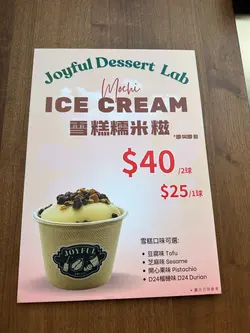 Joyful Dessert Lab
Mochi
ICE CREAM
雪糕糯米糍
$40/2球
$25/1球
JOYFUL
雪糕口味可選:
• 豆腐味 Tofu
• 芝麻味 Sesame
• 開心果味 Pistachio
• D24榴槤味 D24 Durian